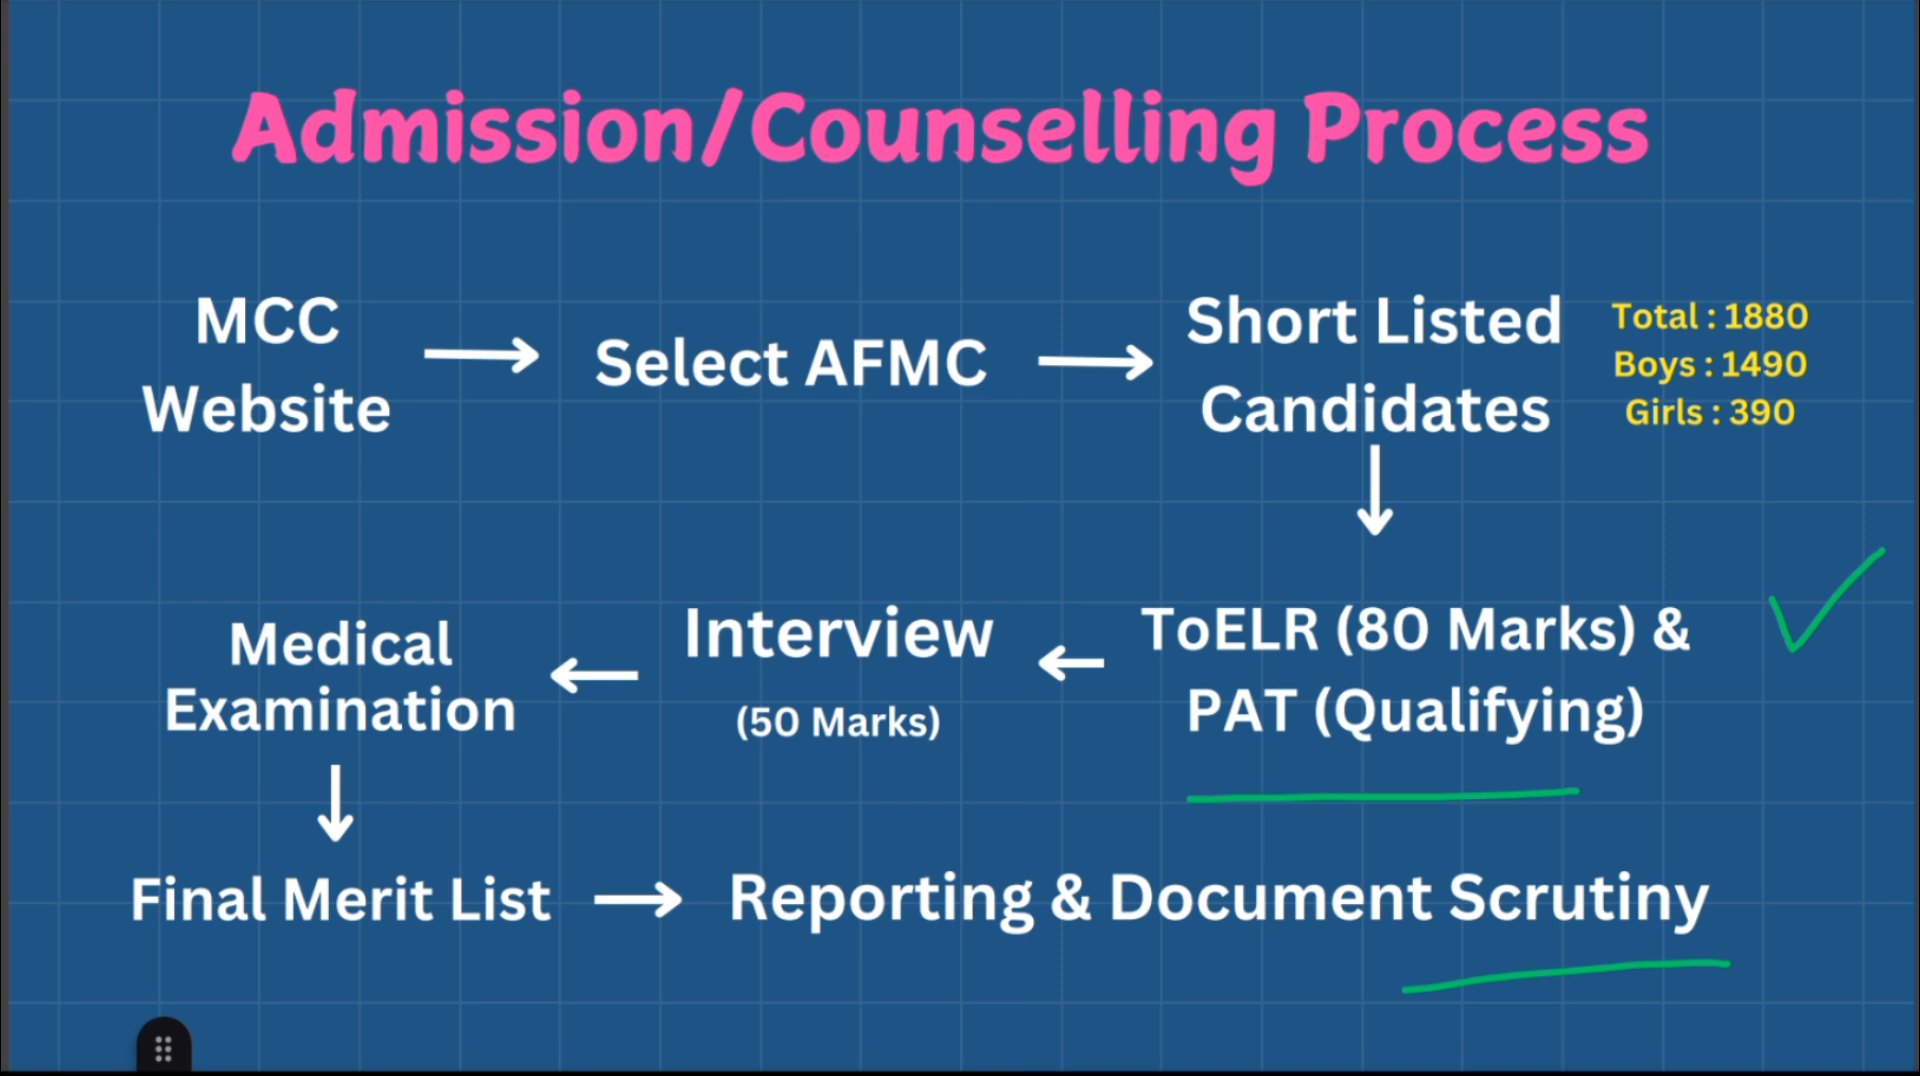 Admission/Counselling Process
MCC
Website
Select AFMC
Short Listed
Candidates
Total : 1880
Boys : 1490
Girls : 390
ToELR (80 Marks) &
PAT (Qualifying)
Interview
(50 Marks)
Medical
Examination
Final Merit List
Reporting & Document Scrutiny